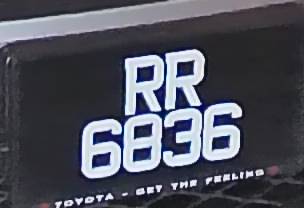 RR
6836
TOYOTA - GET THE FEELING